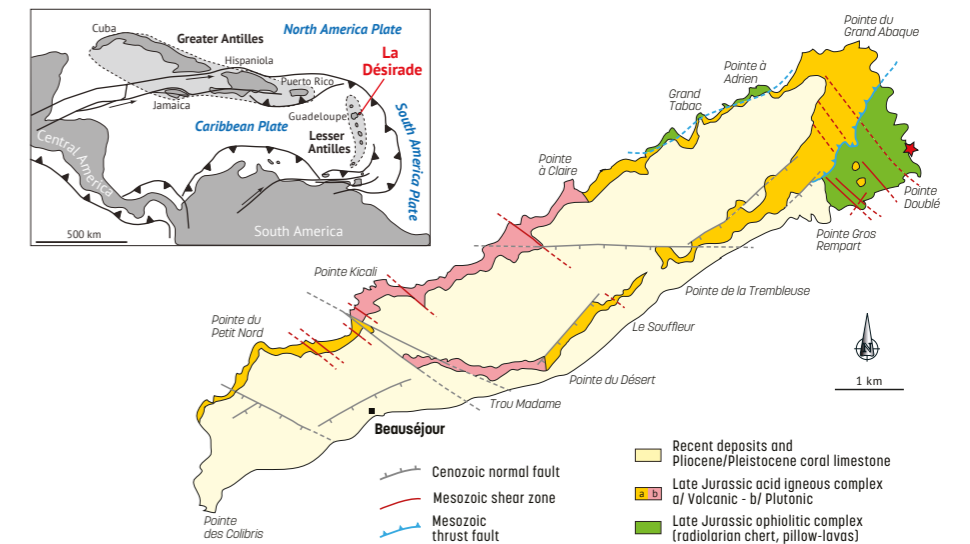 Cuba
Greater Antilles
North America Plate
Hispaniola
La
Désirade
Puerto Rico
Jamaica
Guadeloupe
Caribbean Plate
Lesser
Antilles
South America Plate
Central America
South America
500 km
Pointe du
Grand Abaque
Pointe à
Adrien
Grand
Tabac
Pointe
à Claire
Pointe
Doublé
Pointe Gros
Rempart
Pointe Kicali
Pointe de la Trembleuse
Pointe du
Petit Nord
Le Souffleur
N
1 km
Pointe du Désert
Trou Madame
Beauséjour
Pointe
des Colibris
Cenozoic normal fault
Mesozoic shear zone
Mesozoic
thrust fault
Recent deposits and
Pliocene/Pleistocene coral limestone
a b
Late Jurassic acid igneous complex
a/ Volcanic - b/ Plutonic
Late Jurassic ophiolitic complex
(radiolarian chert, pillow-lavas)